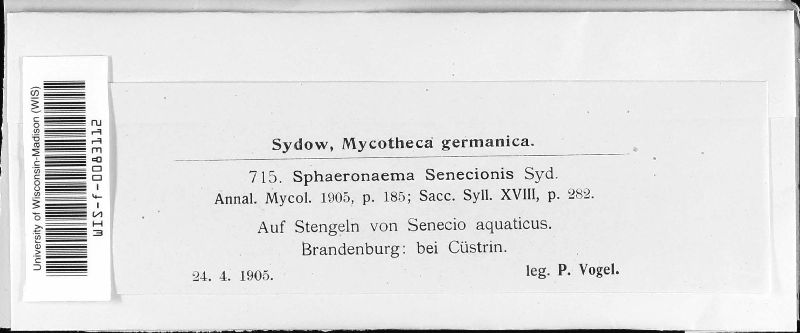 University of Wisconsin-Madison (WIS)
WIS-f-0083112
Sydow, Mycotheca germanica.
715. Sphaeronaema Senecionis Syd.
Annal. Mycol. 1905, p. 185; Sacc. Syll. XVIII, p. 282.
Auf Stengeln von Senecio aquaticus.
Brandenburg: bei Cüstrin.
24. 4. 1905.
leg. P. Vogel.